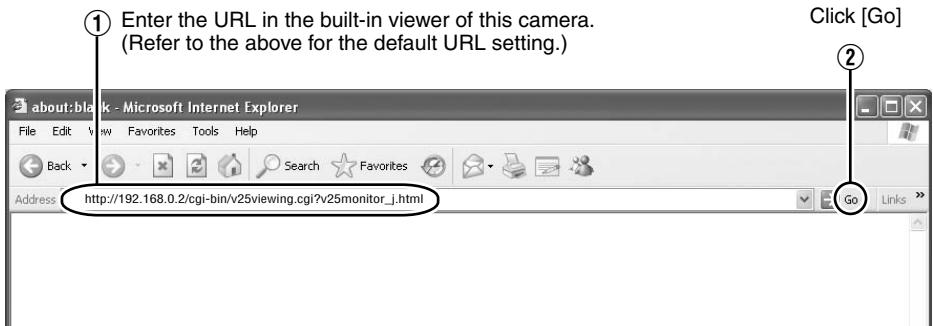 ① Enter the URL in the built-in viewer of this camera.
(Refer to the above for the default URL setting.)
Click [Go]
②
about:blank - Microsoft Internet Explorer
File Edit View Favorites Tools Help
Back Search Favorites
Address http://192.168.0.2/cgi-bin/v25viewing.cgi?v25monitor_j.html Go Links »